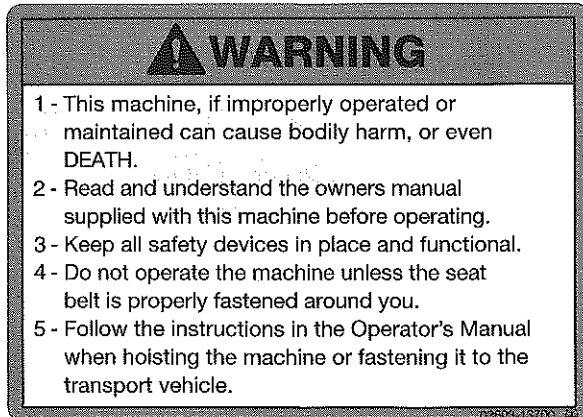 WARNING
1 - This machine, if improperly operated or
maintained can cause bodily harm, or even
DEATH.
2 - Read and understand the owners manual
supplied with this machine before operating.
3 - Keep all safety devices in place and functional.
4 - Do not operate the machine unless the seat
belt is properly fastened around you.
5 - Follow the instructions in the Operator's Manual
when hoisting the machine or fastening it to the
transport vehicle.